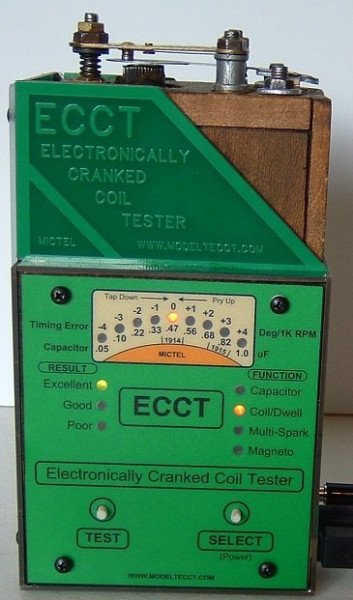 ECCT
ELECTRONICALLY
CRANKED
COIL
TESTER
MICTEL WWW.MODELTECCT.COM
Tap Down Pry Up
-4 -3 -2 -1 0 +1 +2 +3 +4
Timing Error Deg/1K RPM
.05 .10 .22 .33 .47 .56 .68 .82 1.0
Capacitor 1914 1918 uF
MICTEL
RESULT FUNCTION
Excellent Capacitor
Good Coil/Dwell
Poor Multi-Spark
Magneto
ECCT
Electronically Cranked Coil Tester
TEST SELECT
(Power)
WWW.MODELTECCT.COM